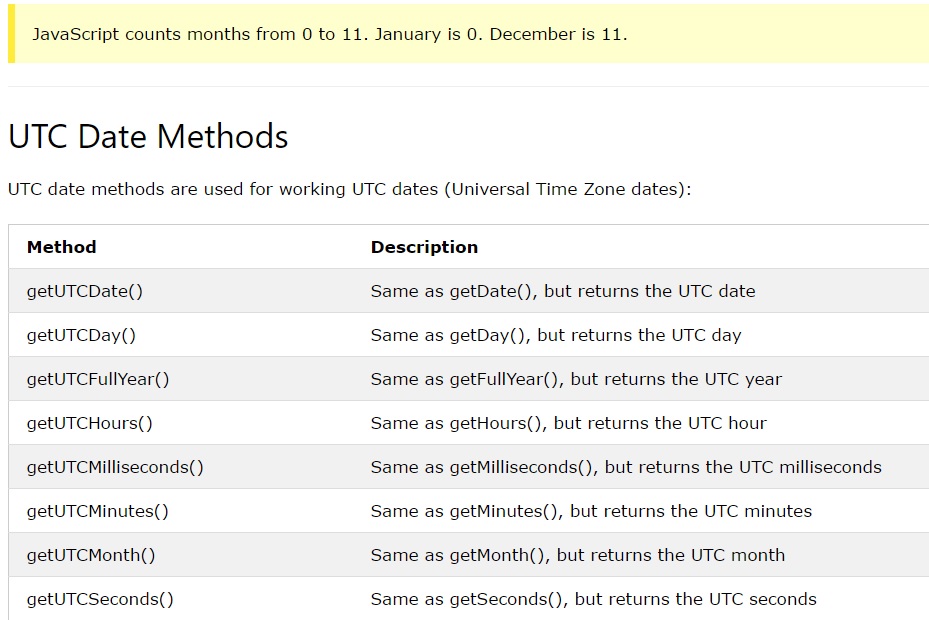 JavaScript counts months from 0 to 11. January is 0. December is 11.
UTC Date Methods
UTC date methods are used for working UTC dates (Universal Time Zone dates):
Method Description
getUTCDate() Same as getDate(), but returns the UTC date
getUTCDay() Same as getDay(), but returns the UTC day
getUTCFullYear() Same as getFullYear(), but returns the UTC year
getUTCHours() Same as getHours(), but returns the UTC hour
getUTCMilliseconds() Same as getMilliseconds(), but returns the UTC milliseconds
getUTCMinutes() Same as getMinutes(), but returns the UTC minutes
getUTCMonth() Same as getMonth(), but returns the UTC month
getUTCSeconds() Same as getSeconds(), but returns the UTC seconds